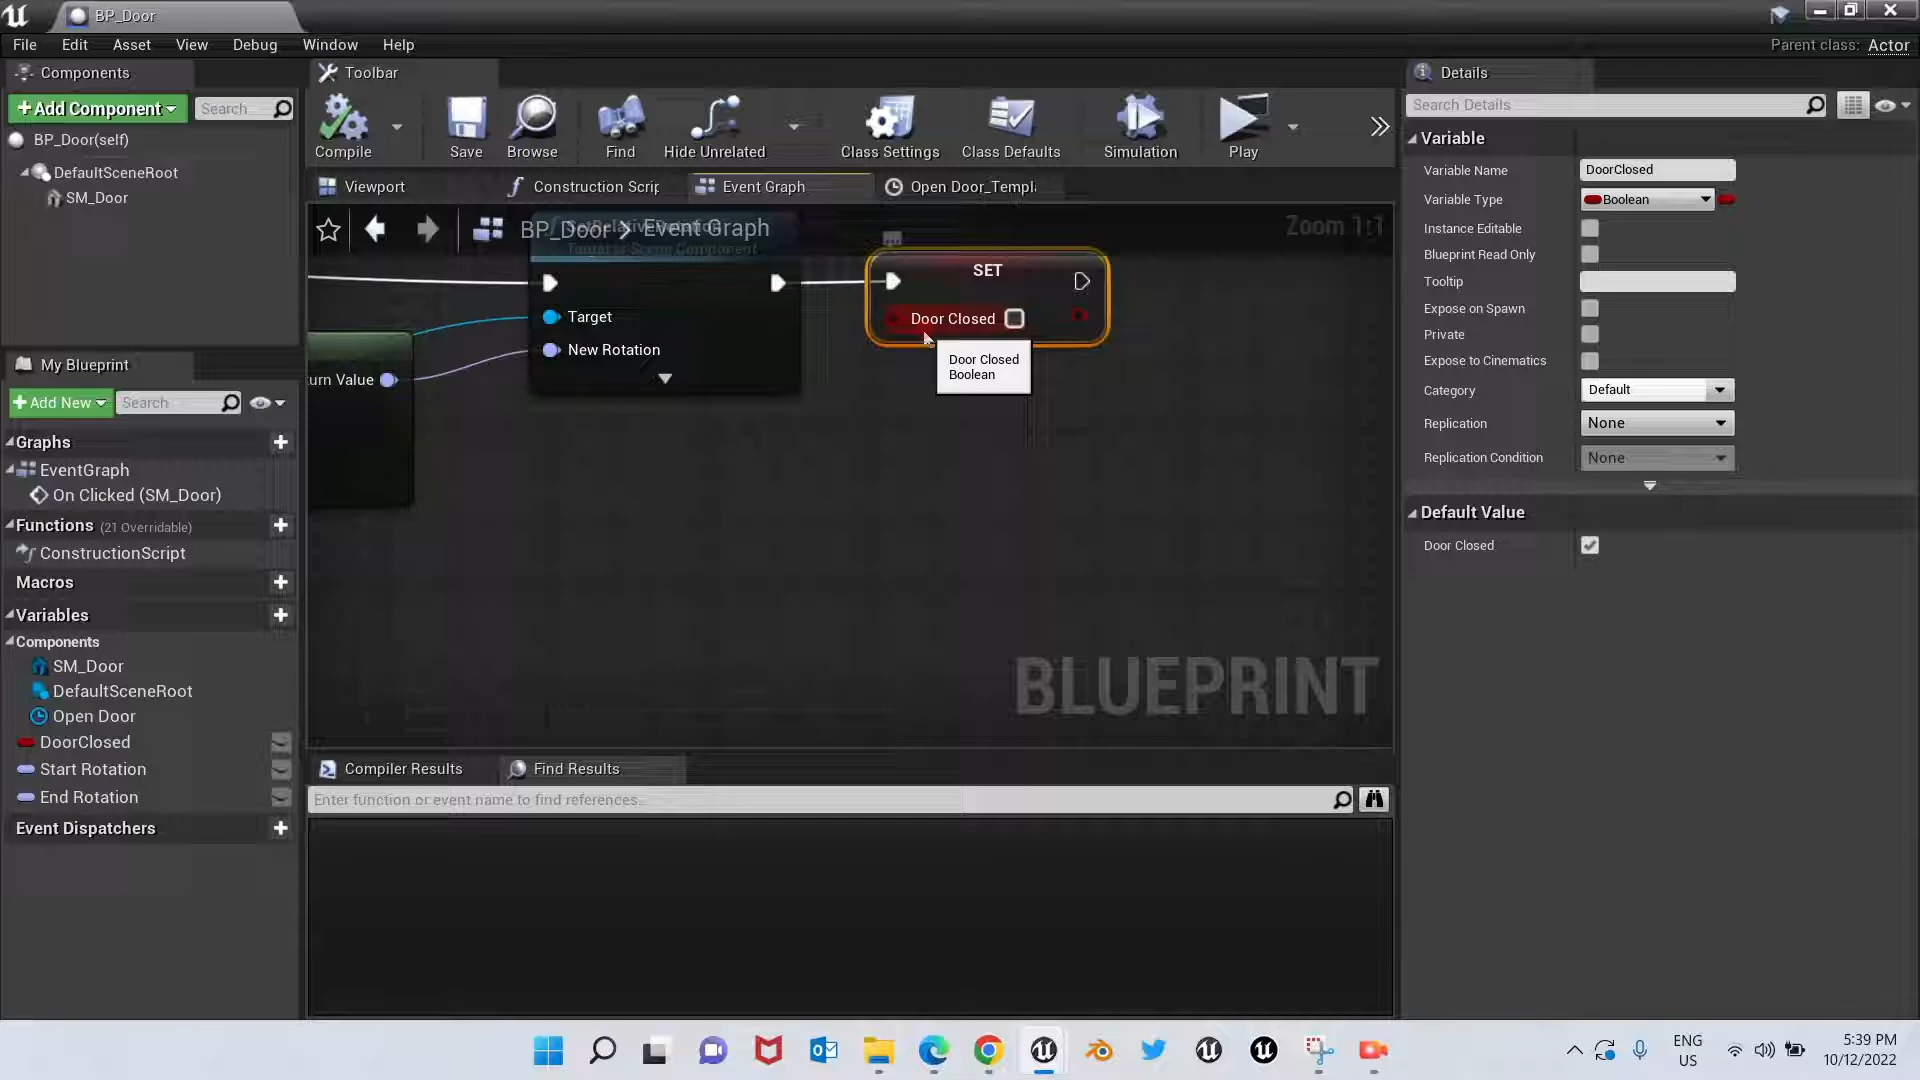 BP_Door
File Edit Asset View Debug Window Help
Parent class: Actor
Components
Toolbar
Details
Add Component
Search
Search Details
BP_Door(self)
DefaultSceneRoot
SM_Door
Compile
Save
Browse
Find
Hide Unrelated
Class Settings
Class Defaults
Simulation
Play
Viewport
Construction Scrip
Event Graph
Open Door_Templ
BP_Door > Event Graph
Zoom 1:1
SetRelativeRotation
Target is Scene Component
Target
New Rotation
urn Value
SET
Door Closed
Door Closed
Boolean
BLUEPRINT
Variable
Variable Name DoorClosed
Variable Type Boolean
Instance Editable
Blueprint Read Only
Tooltip
Expose on Spawn
Private
Expose to Cinematics
Category Default
Replication None
Replication Condition None
Default Value
Door Closed
My Blueprint
Add New
Search
Graphs
EventGraph
On Clicked (SM_Door)
Functions (21 Overridable)
ConstructionScript
Macros
Variables
Components
SM_Door
DefaultSceneRoot
Open Door
DoorClosed
Start Rotation
End Rotation
Event Dispatchers
Compiler Results
Find Results
Enter function or event name to find references...
ENG
US
5:39 PM
10/12/2022